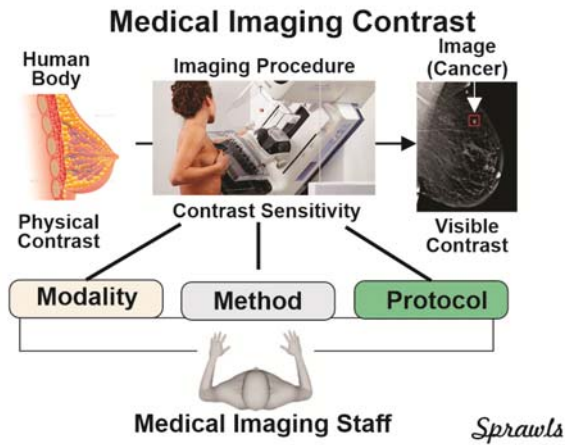 Medical Imaging Contrast
Human
Body
Imaging Procedure
Image
(Cancer)
Physical
Contrast
Contrast Sensitivity
Visible
Contrast
Modality
Method
Protocol
Medical Imaging Staff
Sprawls